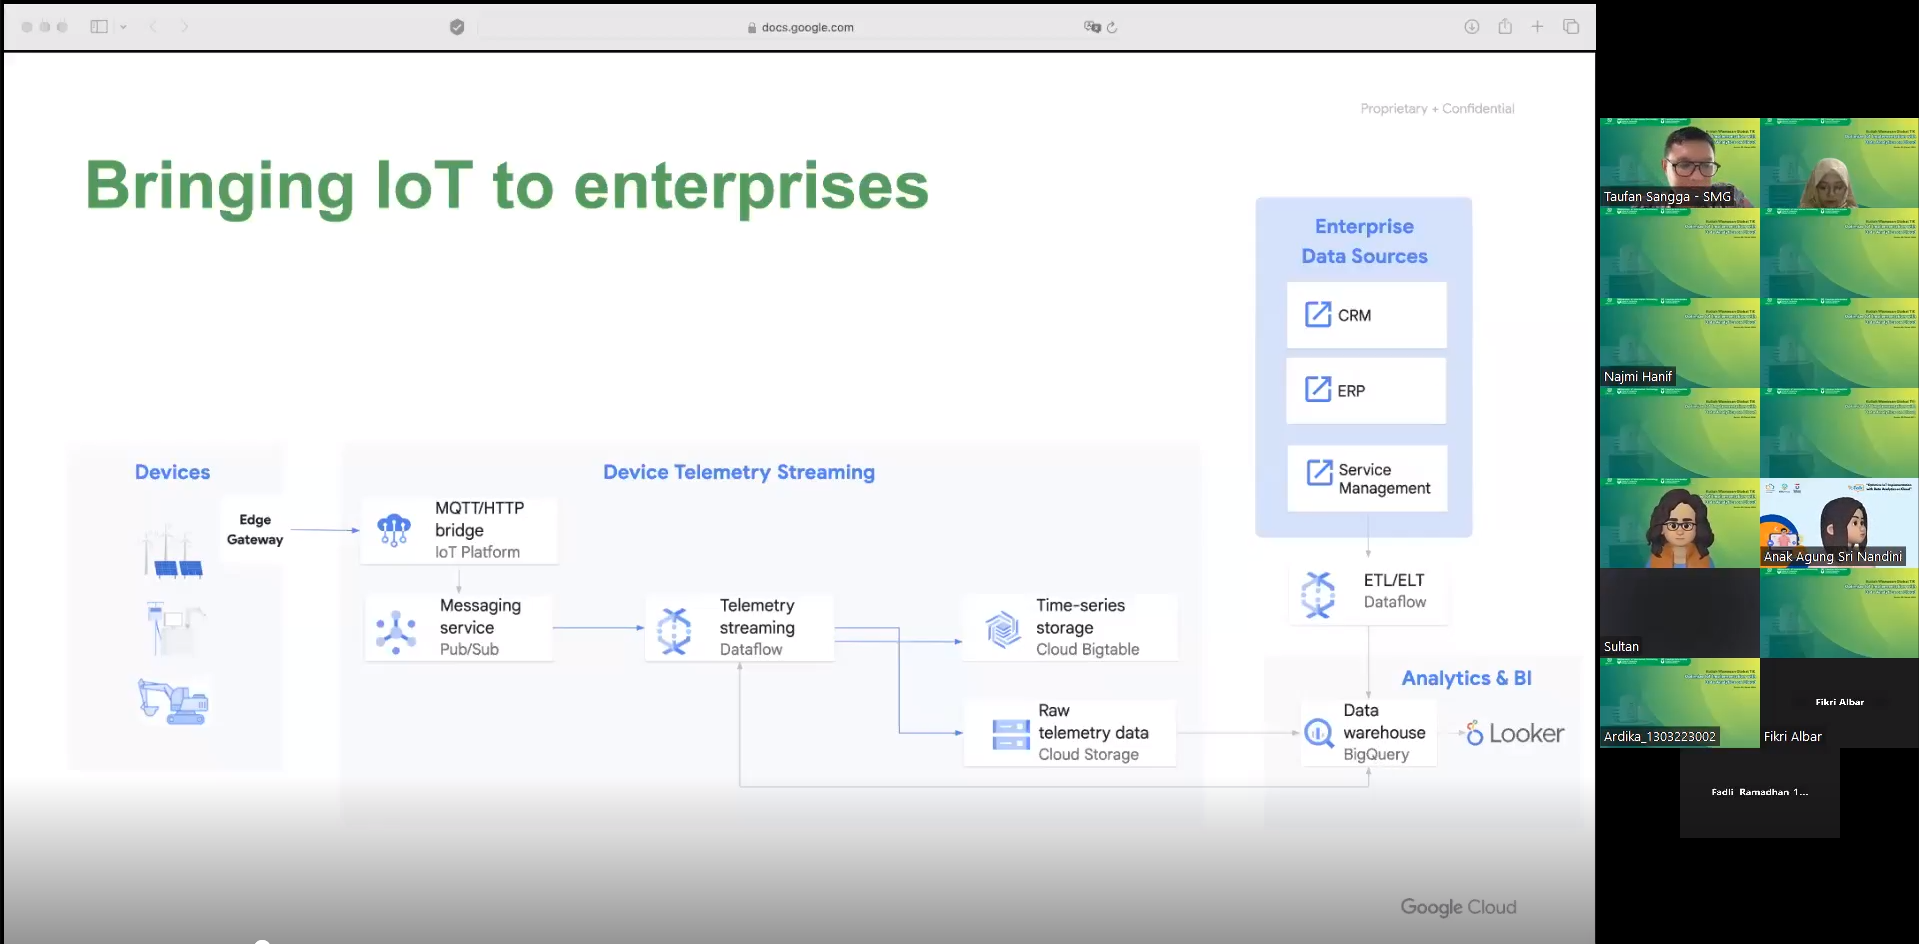 docs.google.com
Proprietary + Confidential
Bringing IoT to enterprises
Enterprise
Data Sources
CRM
ERP
Service
Management
Devices
Edge
Gateway
Device Telemetry Streaming
MQTT/HTTP
bridge
IoT Platform
Messaging
service
Pub/Sub
Telemetry
streaming
Dataflow
Time-series
storage
Cloud Bigtable
Raw
telemetry data
Cloud Storage
ETL/ELT
Dataflow
Analytics & BI
Data
warehouse
BigQuery
Looker
Google Cloud
Taufan Sangga - SMG
Najmi Hanif
Anak Agung Sri Nandini
Sultan
Ardika_1303223002
Fikri Albar
Fikri Albar
Fadli Ramadhan 1...